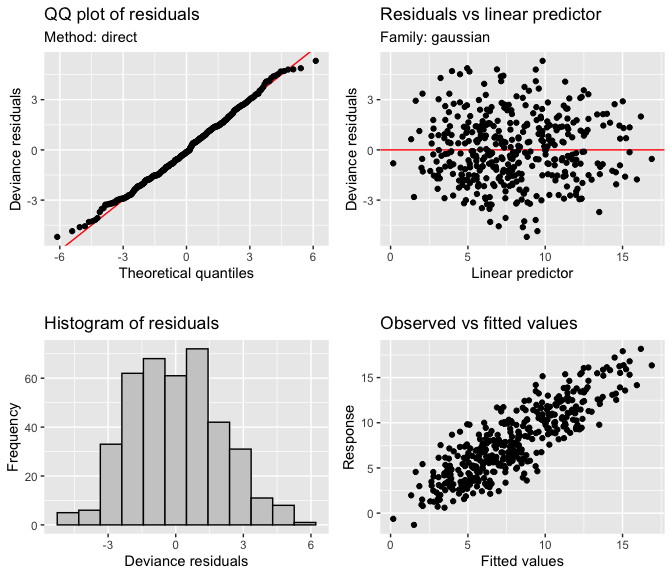 QQ plot of residuals
Method: direct
Deviance residuals
3
0
-3
-6
-3
0
3
6
Theoretical quantiles
Residuals vs linear predictor
Family: gaussian
Deviance residuals
3
0
-3
0
5
10
15
Linear predictor
Histogram of residuals
Frequency
60
40
20
0
-3
0
3
6
Deviance residuals
Observed vs fitted values
Response
15
10
5
0
0
5
10
15
Fitted values